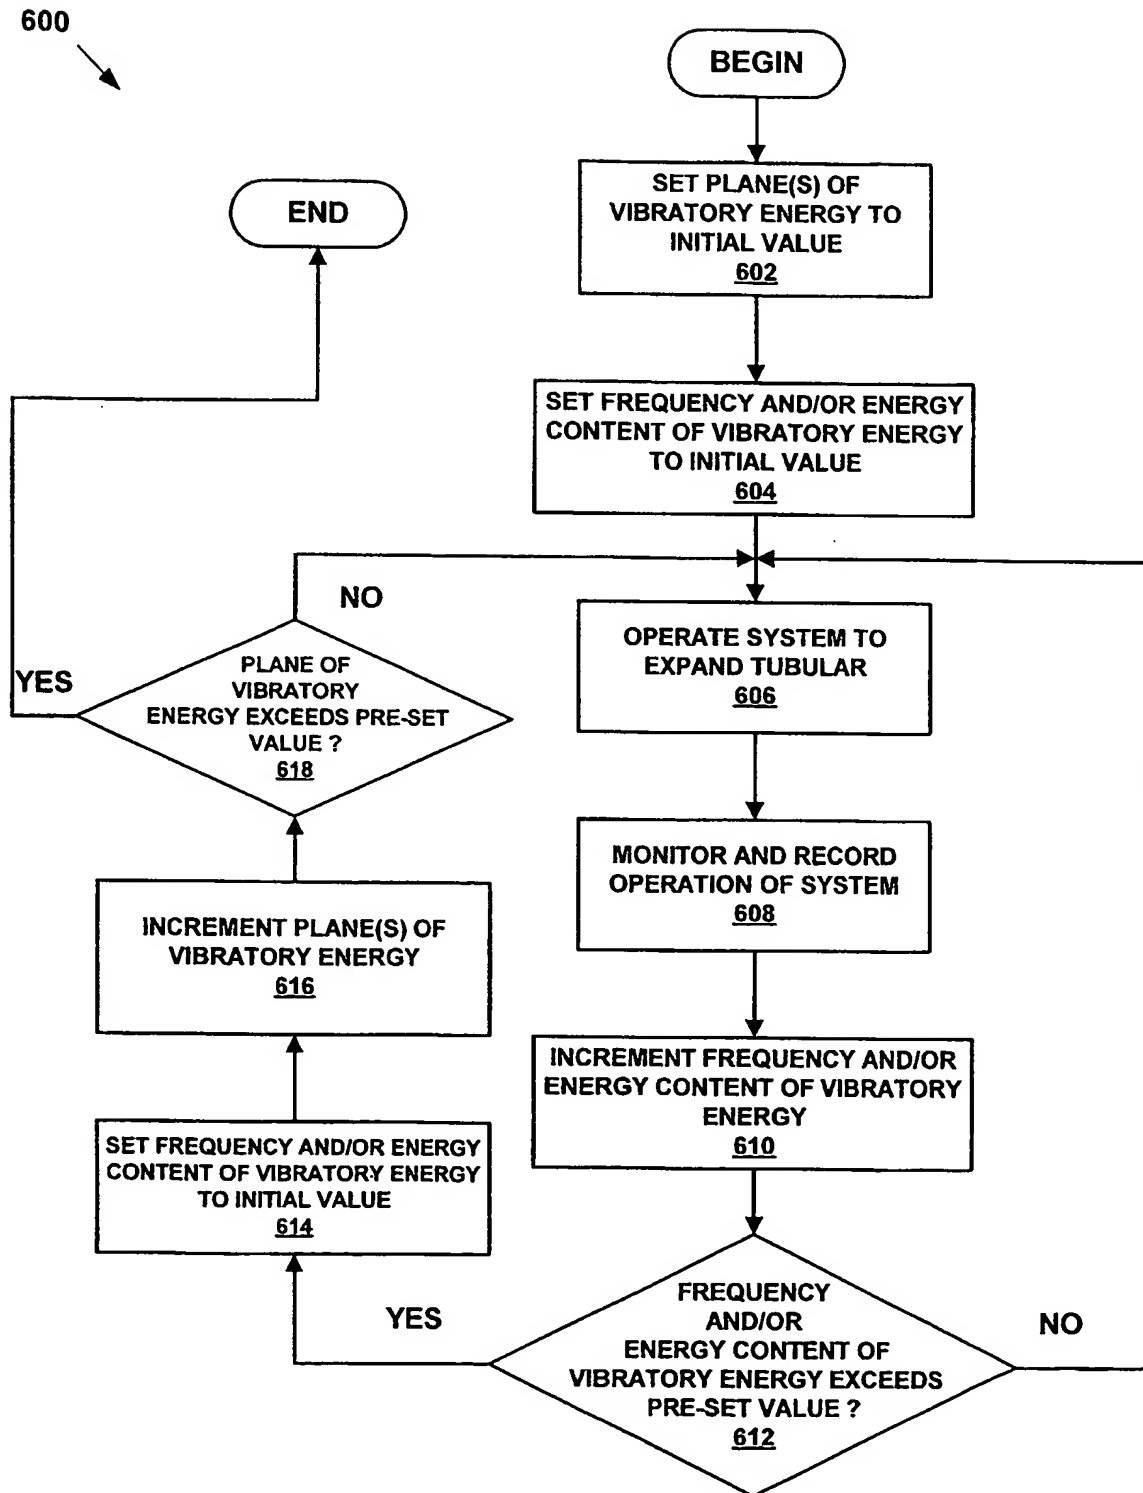 600
BEGIN
SET PLANE(S) OF
VIBRATORY ENERGY TO
INITIAL VALUE
602
END
SET FREQUENCY AND/OR ENERGY
CONTENT OF VIBRATORY ENERGY
TO INITIAL VALUE
604
NO
OPERATE SYSTEM TO
EXPAND TUBULAR
606
YES
PLANE OF
VIBRATORY
ENERGY EXCEEDS PRE-SET
VALUE ?
618
MONITOR AND RECORD
OPERATION OF SYSTEM
608
INCREMENT PLANE(S) OF
VIBRATORY ENERGY
616
INCREMENT FREQUENCY AND/OR
ENERGY CONTENT OF VIBRATORY
ENERGY
610
SET FREQUENCY AND/OR ENERGY
CONTENT OF VIBRATORY ENERGY
TO INITIAL VALUE
614
YES
FREQUENCY
AND/OR
ENERGY CONTENT OF
VIBRATORY ENERGY EXCEEDS
PRE-SET VALUE ?
612
NO